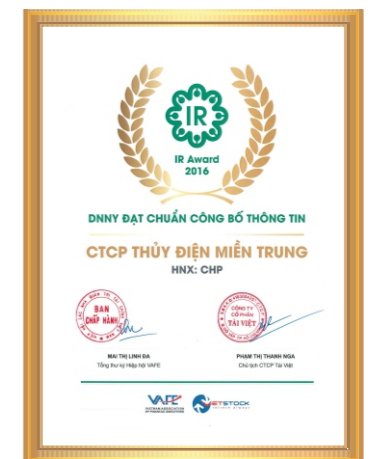 IR
IR Award
2016
DNNY ĐẠT CHUẨN CÔNG BỐ THÔNG TIN
CTCP THỦY ĐIỆN MIỀN TRUNG
HNX: CHP
BAN
CHẤP HÀNH
CÔNG TY
CỔ PHẦN
TÀI VIỆT
MAI THỊ LINH ĐA
Tổng thư ký Hiệp hội VAFE
PHẠM THỊ THANH NGA
Chủ tịch CTCP Tài Việt
VAFE
VIETNAM ASSOCIATION